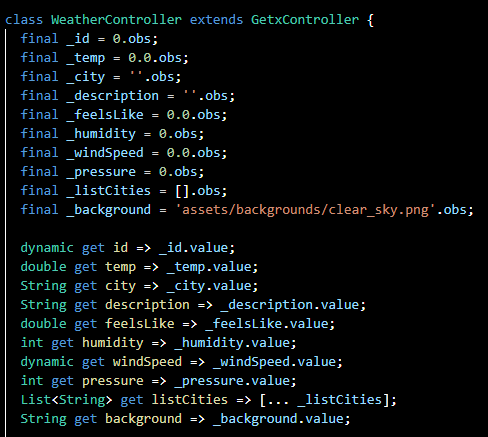 class WeatherController extends GetxController {
final _id = 0.obs;
final _temp = 0.0.obs;
final _city = ''.obs;
final _description = ''.obs;
final _feelsLike = 0.0.obs;
final _humidity = 0.obs;
final _windSpeed = 0.0.obs;
final _pressure = 0.obs;
final _listCities = [].obs;
final _background = 'assets/backgrounds/clear_sky.png'.obs;
dynamic get id => _id.value;
double get temp => _temp.value;
String get city => _city.value;
String get description => _description.value;
double get feelsLike => _feelsLike.value;
int get humidity => _humidity.value;
dynamic get windSpeed => _windSpeed.value;
int get pressure => _pressure.value;
List<String> get listCities => [... _listCities];
String get background => _background.value;